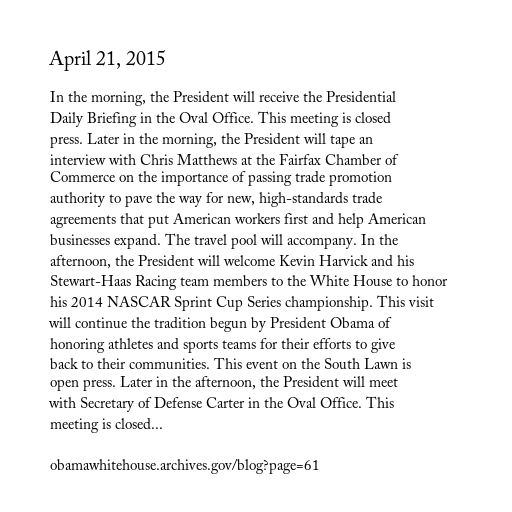 April 21, 2015
In the morning, the President will receive the Presidential
Daily Briefing in the Oval Office. This meeting is closed
press. Later in the morning, the President will tape an
interview with Chris Matthews at the Fairfax Chamber of
Commerce on the importance of passing trade promotion
authority to pave the way for new, high-standards trade
agreements that put American workers first and help American
businesses expand. The travel pool will accompany. In the
afternoon, the President will welcome Kevin Harvick and his
Stewart-Haas Racing team members to the White House to honor
his 2014 NASCAR Sprint Cup Series championship. This visit
will continue the tradition begun by President Obama of
honoring athletes and sports teams for their efforts to give
back to their communities. This event on the South Lawn is
open press. Later in the afternoon, the President will meet
with Secretary of Defense Carter in the Oval Office. This
meeting is closed...
obamawhitehouse.archives.gov/blog?page=61